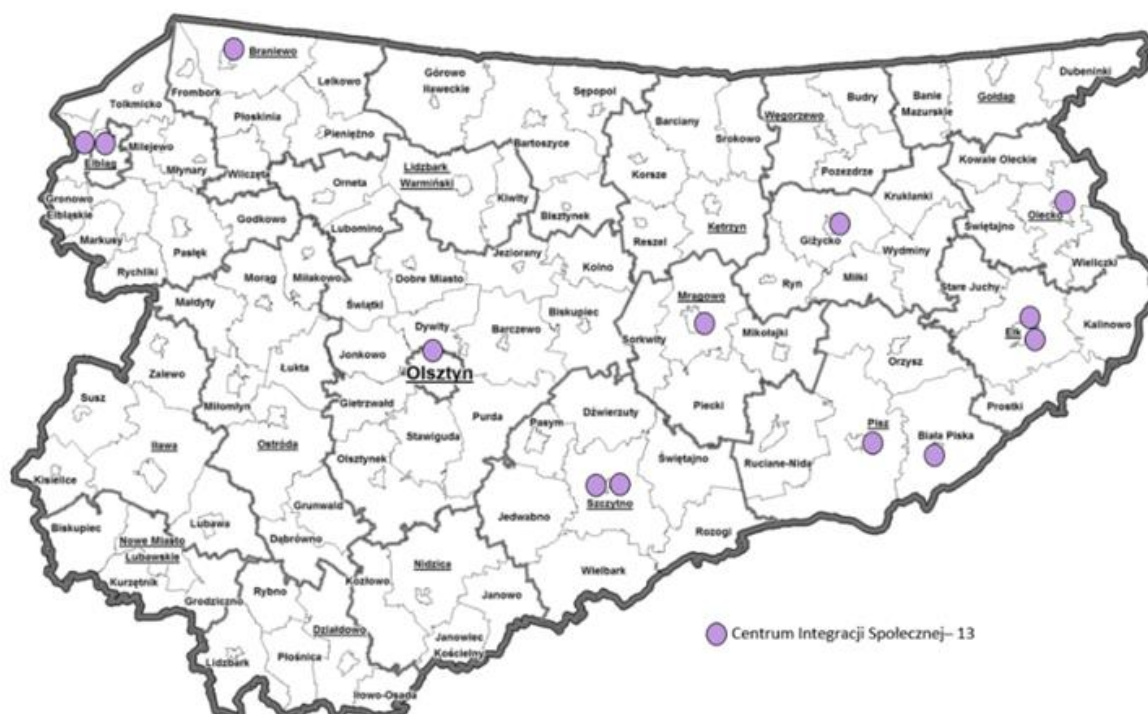 Braniewo
Lelkowo
Górowo
Iławeckie
Sępopol
Frombork
Tolkmicko
Płoskinia
Pieniężno
Bartoszyce
Barciany
Srokowo
Węgorzewo
Budry
Banie
Mazurskie
Gołdap
Dubeninki
Elbląg
Milejewo
Młynary
Wilczęta
Orneta
Lidzbark
Warmiński
Kiwity
Bisztynek
Korsze
Kętrzyn
Reszel
Pozezdrze
Kruklanki
Kowale Oleckie
Olecko
Świętajno
Wieliczki
Gronowo
Elbląskie
Markusy
Pasłęk
Godkowo
Lubomino
Rychliki
Morąg
Miłakowo
Dobre Miasto
Jeziorany
Kolno
Giżycko
Wydminy
Ryn
Miłki
Stare Juchy
Małdyty
Świątki
Dywity
Barczewo
Biskupiec
Mrągowo
Sorkwity
Mikołajki
Orzysz
Ełk
Kalinowo
Jonkowo
Olsztyn
Zalewo
Łukta
Susz
Miłomłyn
Gietrzwałd
Stawiguda
Purda
Pasym
Dźwierzuty
Piecki
Prostki
Iława
Ostróda
Olsztynek
Świętajno
Ruciane-Nida
Pisz
Biała Piska
Kisielice
Szczytno
Biskupiec
Lubawa
Grunwald
Jedwabno
Rozogi
Nowe Miasto
Lubawskie
Dąbrówno
Kurzętnik
Kozłowo
Nidzica
Wielbark
Grodziczno
Rybno
Janowo
Działdowo
Janowiec
Kościelny
Lidzbark
Płośnica
Iłowo-Osada
Centrum Integracji Społecznej– 13